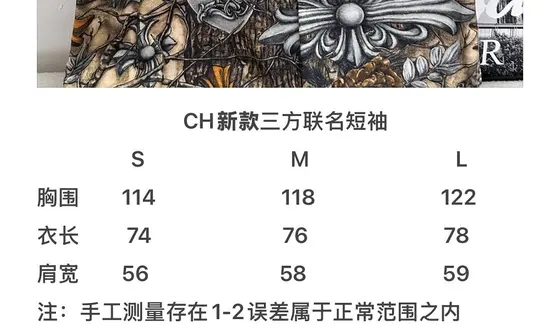 R
CH新款三方联名短袖
S M L
胸围 114 118 122
衣长 74 76 78
肩宽 56 58 59
注：手工测量存在1-2误差属于正常范围之内